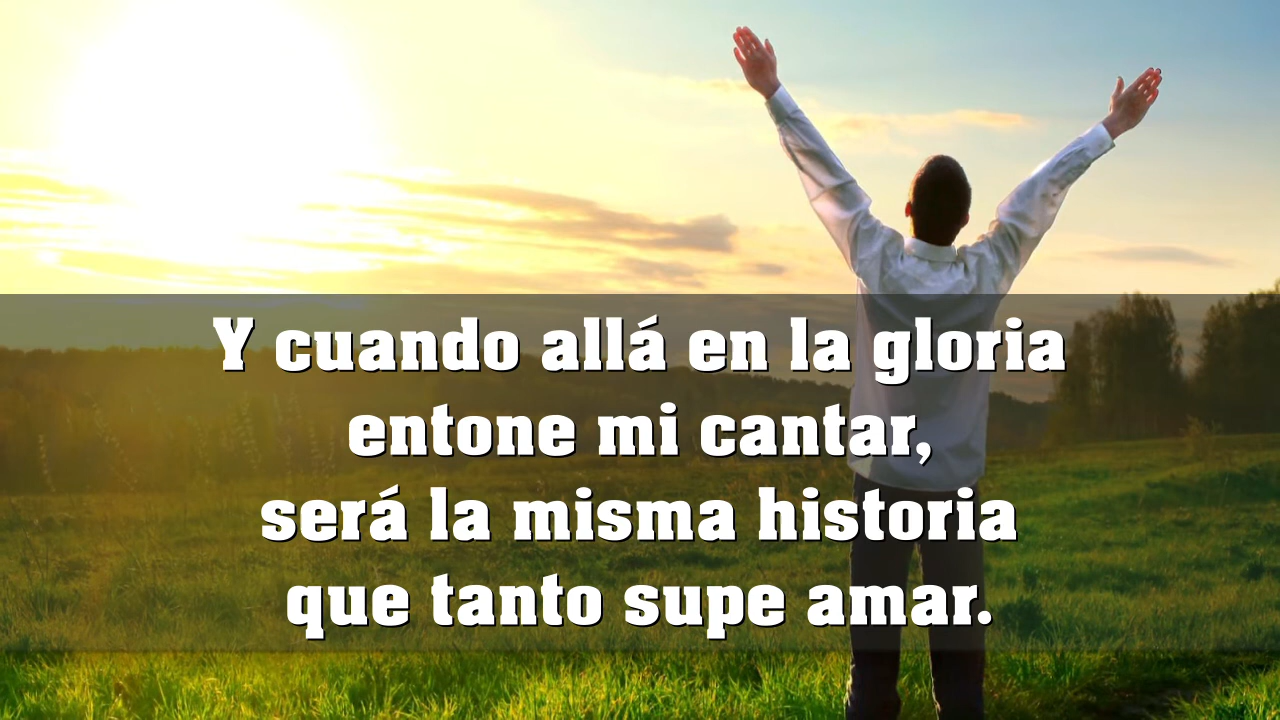 Y cuando allá en la gloria
entone mi cantar,
será la misma historia
que tanto supe amar.